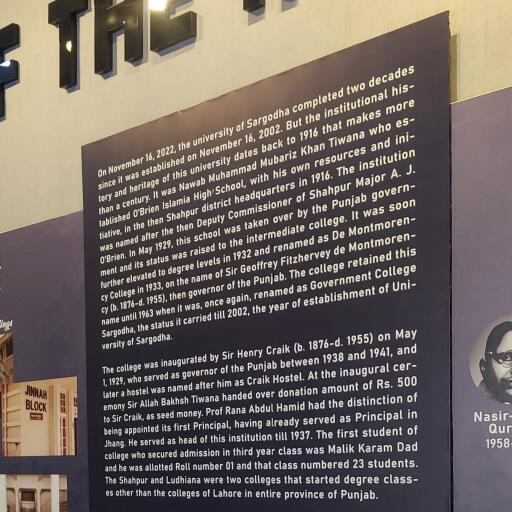 OF THE
On November 16, 2022, the university of Sargodha completed two decades
since it was established on November 16, 2002. But the institutional his-
tory and heritage of this university dates back to 1916 that makes more
than a century. It was Nawab Muhammad Mubariz Khan Tiwana who es-
tablished O'Brien Islamia High School, with his own resources and ini-
tiative, in the then Shahpur district headquarters in 1916. The institution
was named after the then Deputy Commissioner of Shahpur Major A. J.
O'Brien. In May 1929, this school was taken over by the Punjab govern-
ment and its status was raised to the intermediate college. It was soon
further elevated to degree levels in 1932 and renamed as De Montmoren-
cy College in 1933, on the name of Sir Geoffrey Fitzhervey de Montmoren-
cy (b. 1876-d. 1955), then governor of the Punjab. The college retained this
name until 1963 when it was, once again, renamed as Government College
Sargodha, the status it carried till 2002, the year of establishment of Uni-
versity of Sargodha.
The college was inaugurated by Sir Henry Craik (b. 1876-d. 1955) on May
1, 1929, who served as governor of the Punjab between 1938 and 1941, and
later a hostel was named after him as Craik Hostel. At the inaugural cer-
emony Sir Allah Bakhsh Tiwana handed over donation amount of Rs. 500
to Sir Craik, as seed money. Prof Rana Abdul Hamid had the distinction of
being appointed its first Principal, having already served as Principal in
Jhang. He served as head of this institution till 1937. The first student of
college who secured admission in third year class was Malik Karam Dad
and he was allotted Roll number 01 and that class numbered 23 students.
The Shahpur and Ludhiana were two colleges that started degree class-
es other than the colleges of Lahore in entire province of Punjab.
JINNAH
BLOCK
Nasir-
Qur
1958-